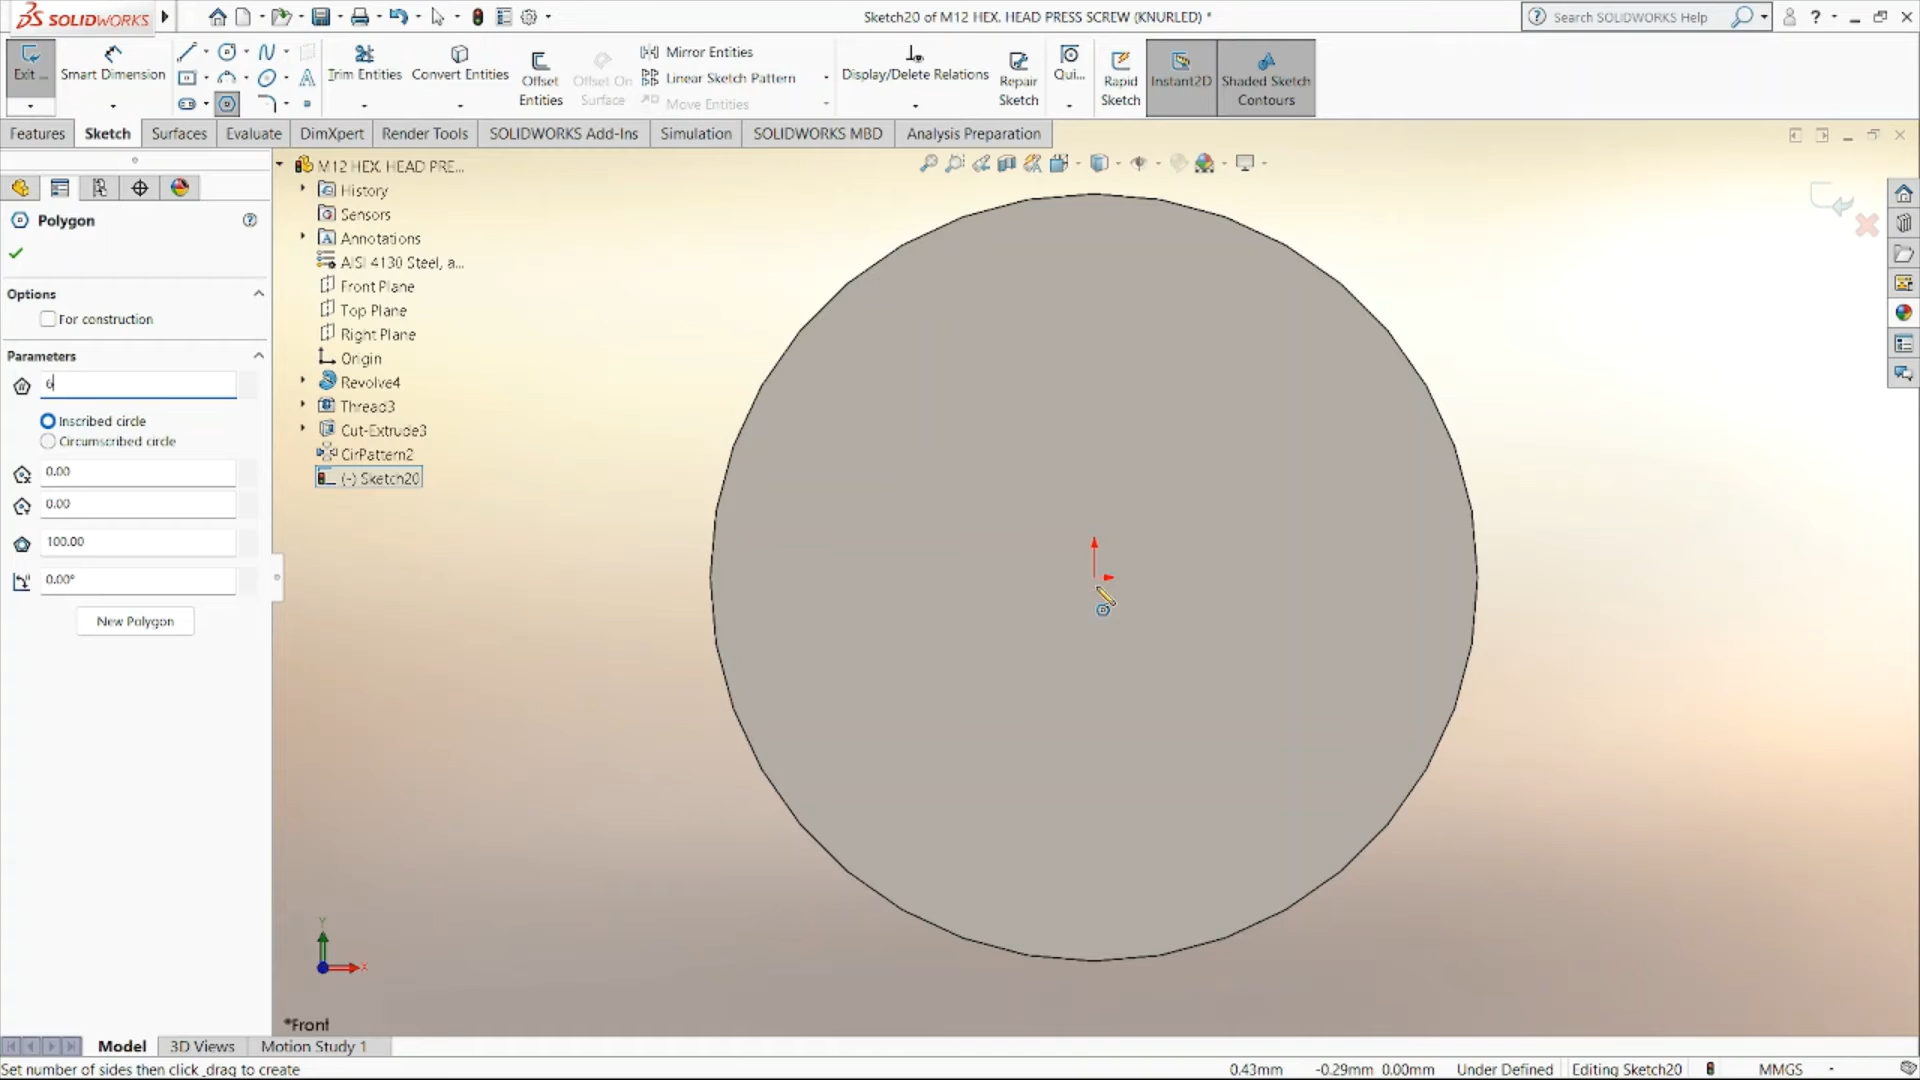 SOLIDWORKS
Sketch20 of M12 HEX. HEAD PRESS SCREW (KNURLED) *
Search SOLIDWORKS Help
Exit ...
Smart Dimension
Trim Entities
Convert Entities
Offset Entities
Offset On Surface
Mirror Entities
Linear Sketch Pattern
Move Entities
Display/Delete Relations
Repair Sketch
Qui...
Rapid Sketch
Instant2D
Shaded Sketch Contours
Features
Sketch
Surfaces
Evaluate
DimXpert
Render Tools
SOLIDWORKS Add-Ins
Simulation
SOLIDWORKS MBD
Analysis Preparation
Polygon
Options
For construction
Parameters
6
Inscribed circle
Circumscribed circle
0.00
0.00
100.00
0.00°
New Polygon
M12 HEX. HEAD PRE...
History
Sensors
Annotations
AISI 4130 Steel, a...
Front Plane
Top Plane
Right Plane
Origin
Revolve4
Thread3
Cut-Extrude3
CirPattern2
(-) Sketch20
Y
X
*Front
Model
3D Views
Motion Study 1
Set number of sides then click_drag to create
0.43mm
-0.29mm
0.00mm
Under Defined
Editing Sketch20
MMGS